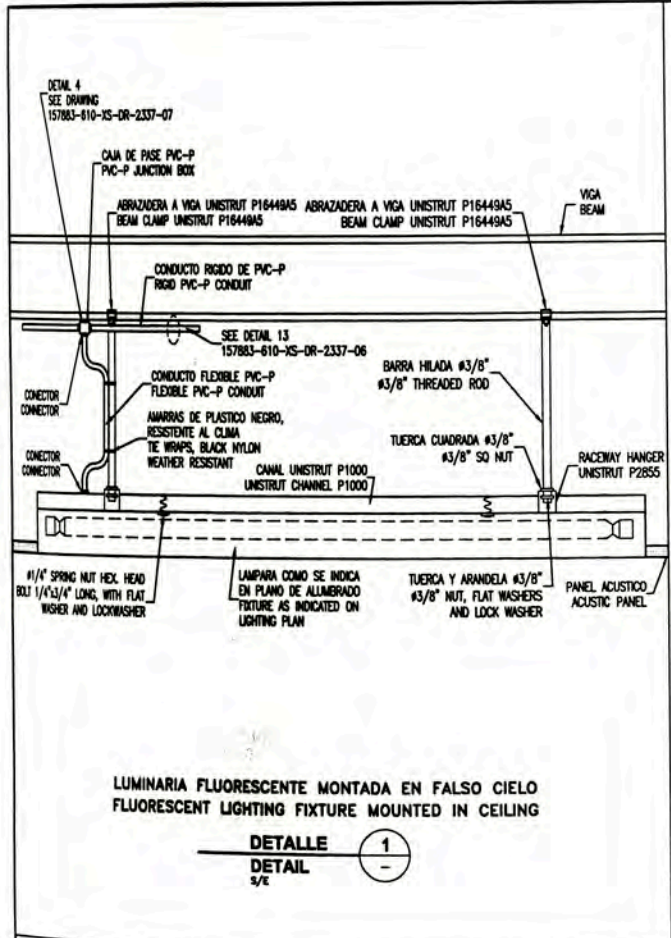 DETAIL 4
SEE DRAWING
157883-610-XS-DR-2337-07
CAJA DE PASE PVC-P
PVC-P JUNCTION BOX
ABRAZADERA A VIGA UNISTRUT P16449A5
BEAM CLAMP UNISTRUT P16449A5
ABRAZADERA A VIGA UNISTRUT P16449A5
BEAM CLAMP UNISTRUT P16449A5
VIGA
BEAM
CONDUCTO RIGIDO DE PVC-P
RIGID PVC-P CONDUIT
SEE DETAIL 13
157883-610-XS-DR-2337-06
CONDUCTO FLEXIBLE PVC-P
FLEXIBLE PVC-P CONDUIT
BARRA HILADA ø3/8"
ø3/8" THREADED ROD
CONECTOR
CONNECTOR
AMARRAS DE PLASTICO NEGRO,
RESISTENTE AL CLIMA
TIE WRAPS, BLACK NYLON
WEATHER RESISTANT
TUERCA CUADRADA ø3/8"
ø3/8" SQ NUT
CONECTOR
CONNECTOR
CANAL UNISTRUT P1000
UNISTRUT CHANNEL P1000
RACEWAY HANGER
UNISTRUT P2855
ø1/4" SPRING NUT HEX. HEAD
BOLT 1/4"x3/4" LONG, WITH FLAT
WASHER AND LOCKWASHER
LAMPARA COMO SE INDICA
EN PLANO DE ALUMBRADO
FIXTURE AS INDICATED ON
LIGHTING PLAN
TUERCA Y ARANDELA ø3/8"
ø3/8" NUT, FLAT WASHERS
AND LOCK WASHER
PANEL ACUSTICO
ACUSTIC PANEL
LUMINARIA FLUORESCENTE MONTADA EN FALSO CIELO
FLUORESCENT LIGHTING FIXTURE MOUNTED IN CEILING
DETALLE 1
DETAIL -
S/E